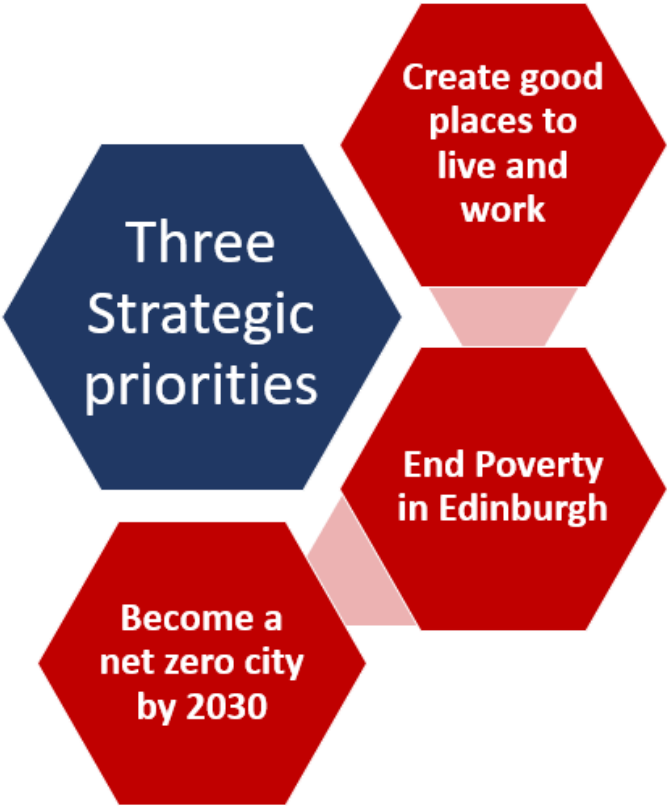 Three
Strategic
priorities
Create good
places to
live and
work
End Poverty
in Edinburgh
Become a
net zero city
by 2030